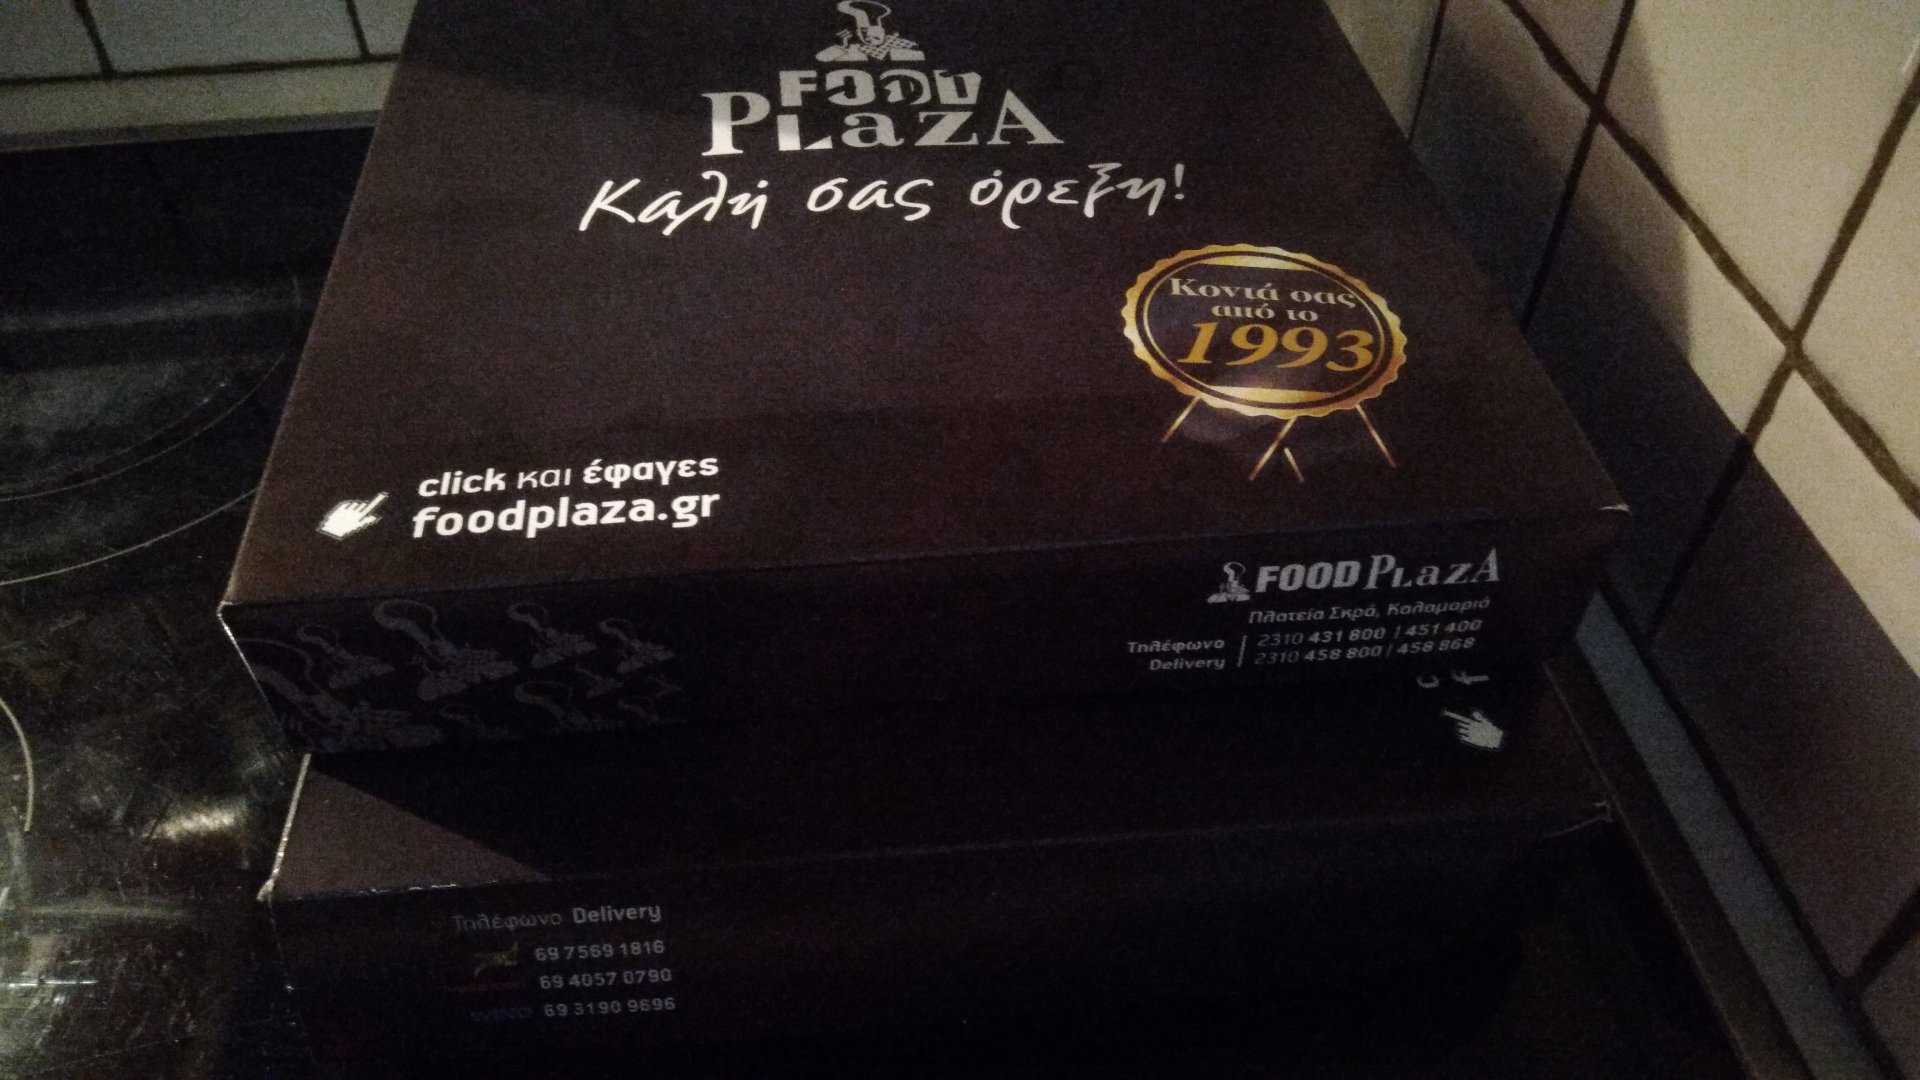 FOOD
PLaZA
Καλή σας όρεξη!
Κοντά σας
από το
1993
click και έφαγες
foodplaza.gr
FOOD PLaZA
Πλατεία Σκρά, Καλαμαριά
Τηλέφωνο 2310 431 800 / 451 400
Delivery 2310 458 800 / 458 868
Τηλέφωνο Delivery
69 7569 1816
69 4057 0790
WIND 69 3190 9696